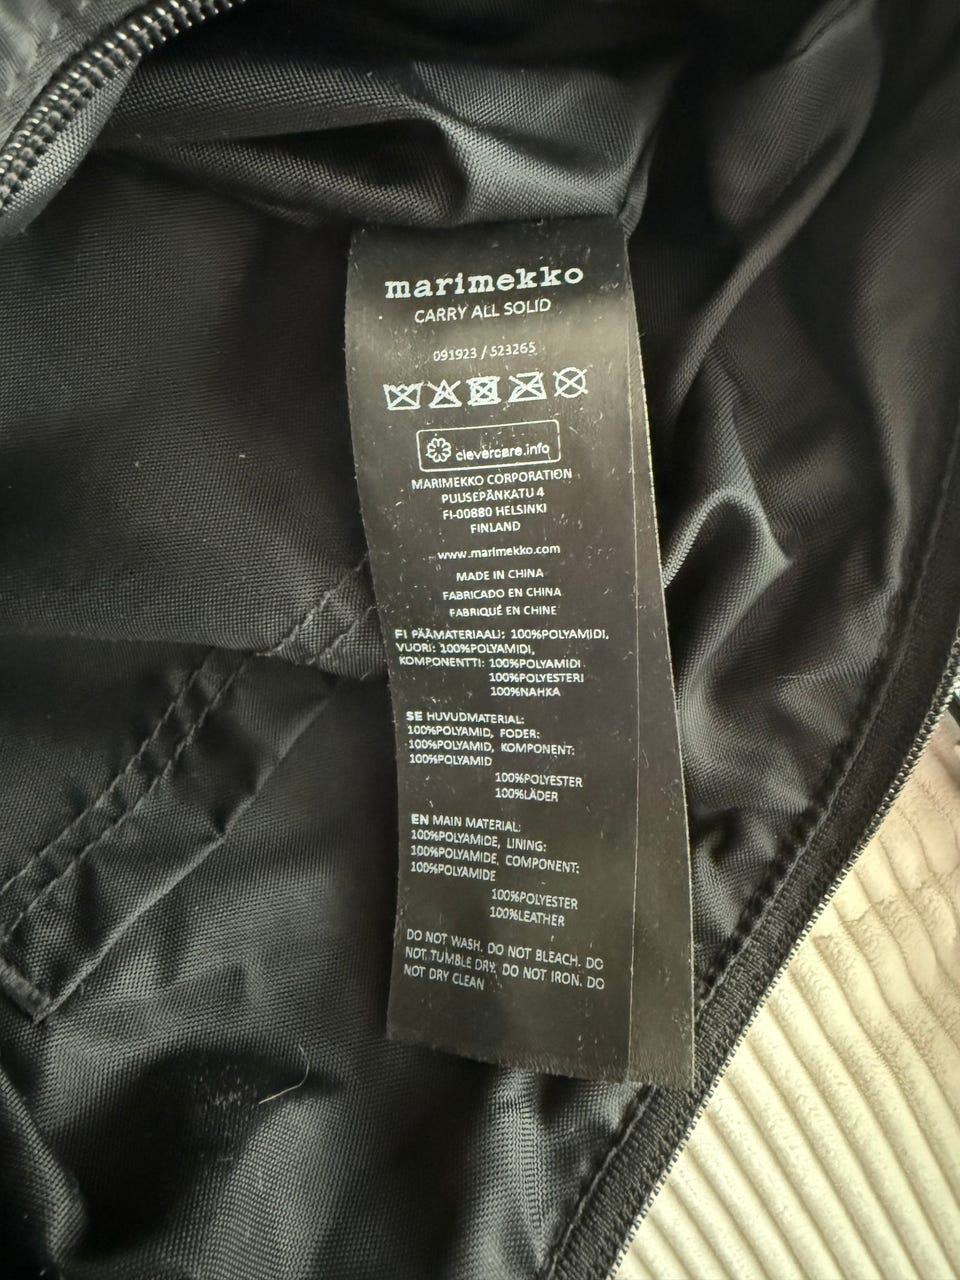 marimekko
CARRY ALL SOLID
091923 / 523265
clevercare.info
MARIMEKKO CORPORATION
PUUSEPÄNKATU 4
FI-00880 HELSINKI
FINLAND
www.marimekko.com
MADE IN CHINA
FABRICADO EN CHINA
FABRIQUÉ EN CHINE
FI PÄÄMATERIAALI: 100%POLYAMIDI,
VUORI: 100%POLYAMIDI,
KOMPONENTTI: 100%POLYAMIDI
100%POLYESTERI
100%NAHKA
SE HUVUDMATERIAL:
100%POLYAMID, FODER:
100%POLYAMID, KOMPONENT:
100%POLYAMID
100%POLYESTER
100%LÄDER
EN MAIN MATERIAL:
100%POLYAMIDE, LINING:
100%POLYAMIDE, COMPONENT:
100%POLYAMIDE
100%POLYESTER
100%LEATHER
DO NOT WASH. DO NOT BLEACH. DO
NOT TUMBLE DRY. DO NOT IRON. DO
NOT DRY CLEAN